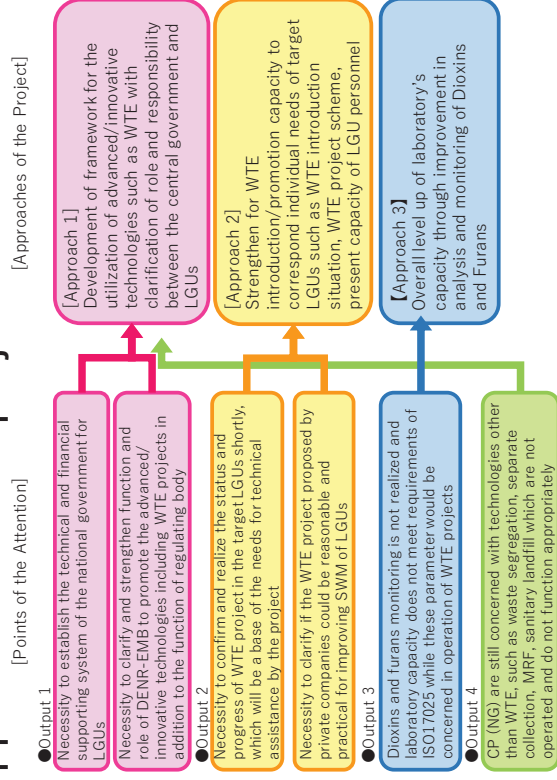 [Points of the Attention]
[Approaches of the Project]
●Output 1
Necessity to establish the technical and financial
supporting system of the national government for
LGUs
Necessity to clarify and strengthen function and
role of DENR-EMB to promote the advanced/
innovative technologies including WTE projects in
addition to the function of regulating body
●Output 2
Necessity to confirm and realize the status and
progress of WTE project in the target LGUs shortly,
which will be a base of the needs for technical
assistance by the project
Necessity to clarify if the WTE project proposed by
private companies could be reasonable and
practical for improving SWM of LGUs
●Output 3
Dioxins and furans monitoring is not realized and
laboratory capacity does not meet requirements of
ISO17025 while these parameter would be
concerned in operation of WTE projects
●Output 4
CP (NG) are still concerned with technologies other
than WTE, such as waste segregation, separate
collection, MRF, sanitary landfill which are not
operated and do not function appropriately
[Approach 1]
Development of framework for the
utilization of advanced/innovative
technologies such as WTE with
clarification of role and responsibility
between the central government and
LGUs
[Approach 2]
Strengthen for WTE
introduction/promotion capacity to
correspond individual needs of target
LGUs such as WTE introduction
situation, WTE project scheme,
present capacity of LGU personnel
【Approach 3】
Overall level up of laboratory's
capacity through improvement in
analysis and monitoring of Dioxins
and Furans